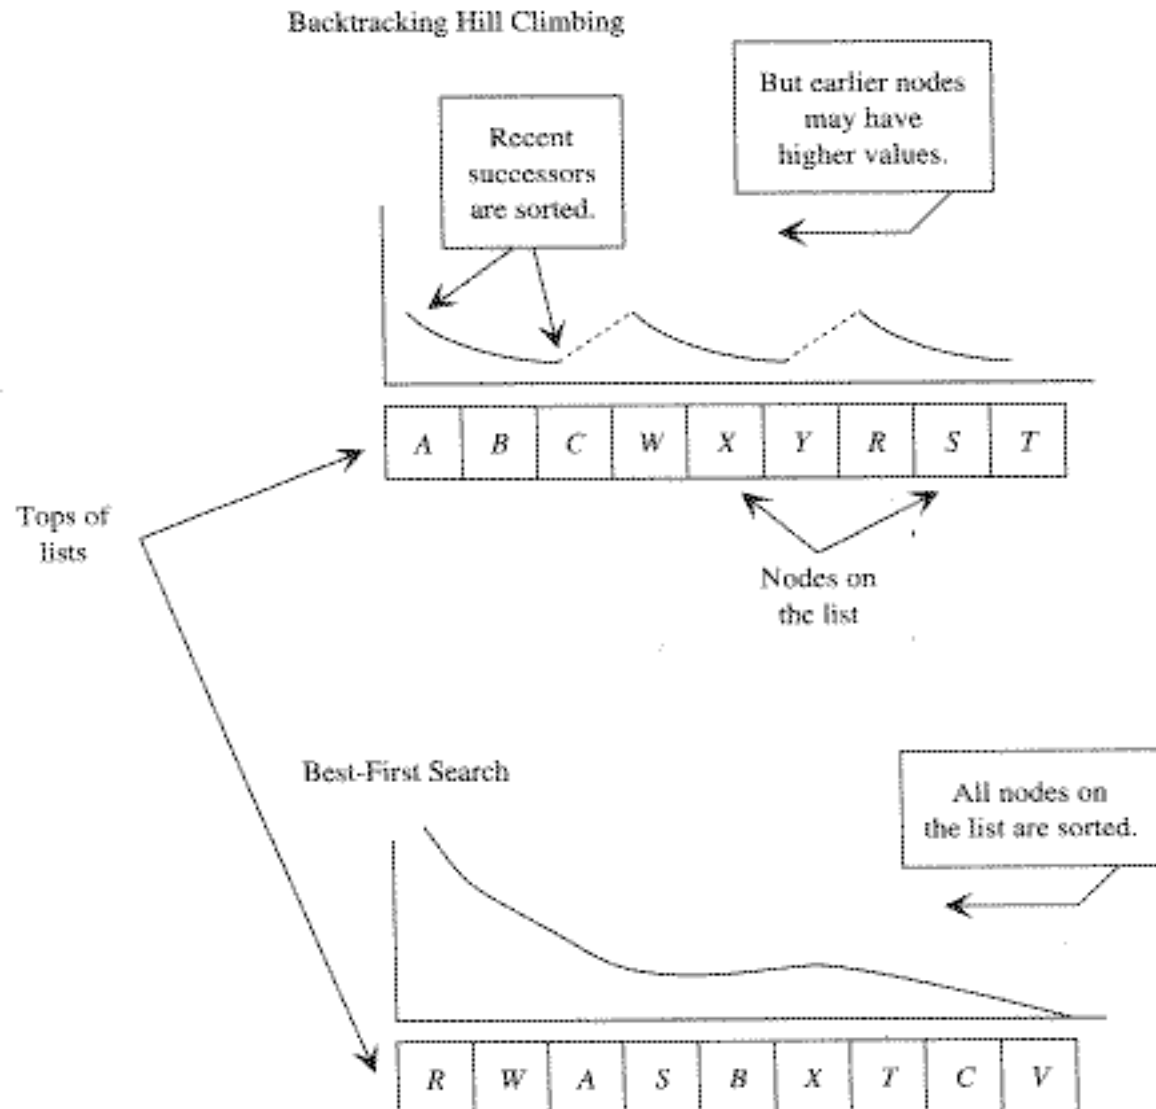 Backtracking Hill Climbing
But earlier nodes
may have
higher values.
Recent
successors
are sorted.
A B C W X Y R S T
Tops of
lists
Nodes on
the list
Best-First Search
All nodes on
the list are sorted.
R W A S B X T C V